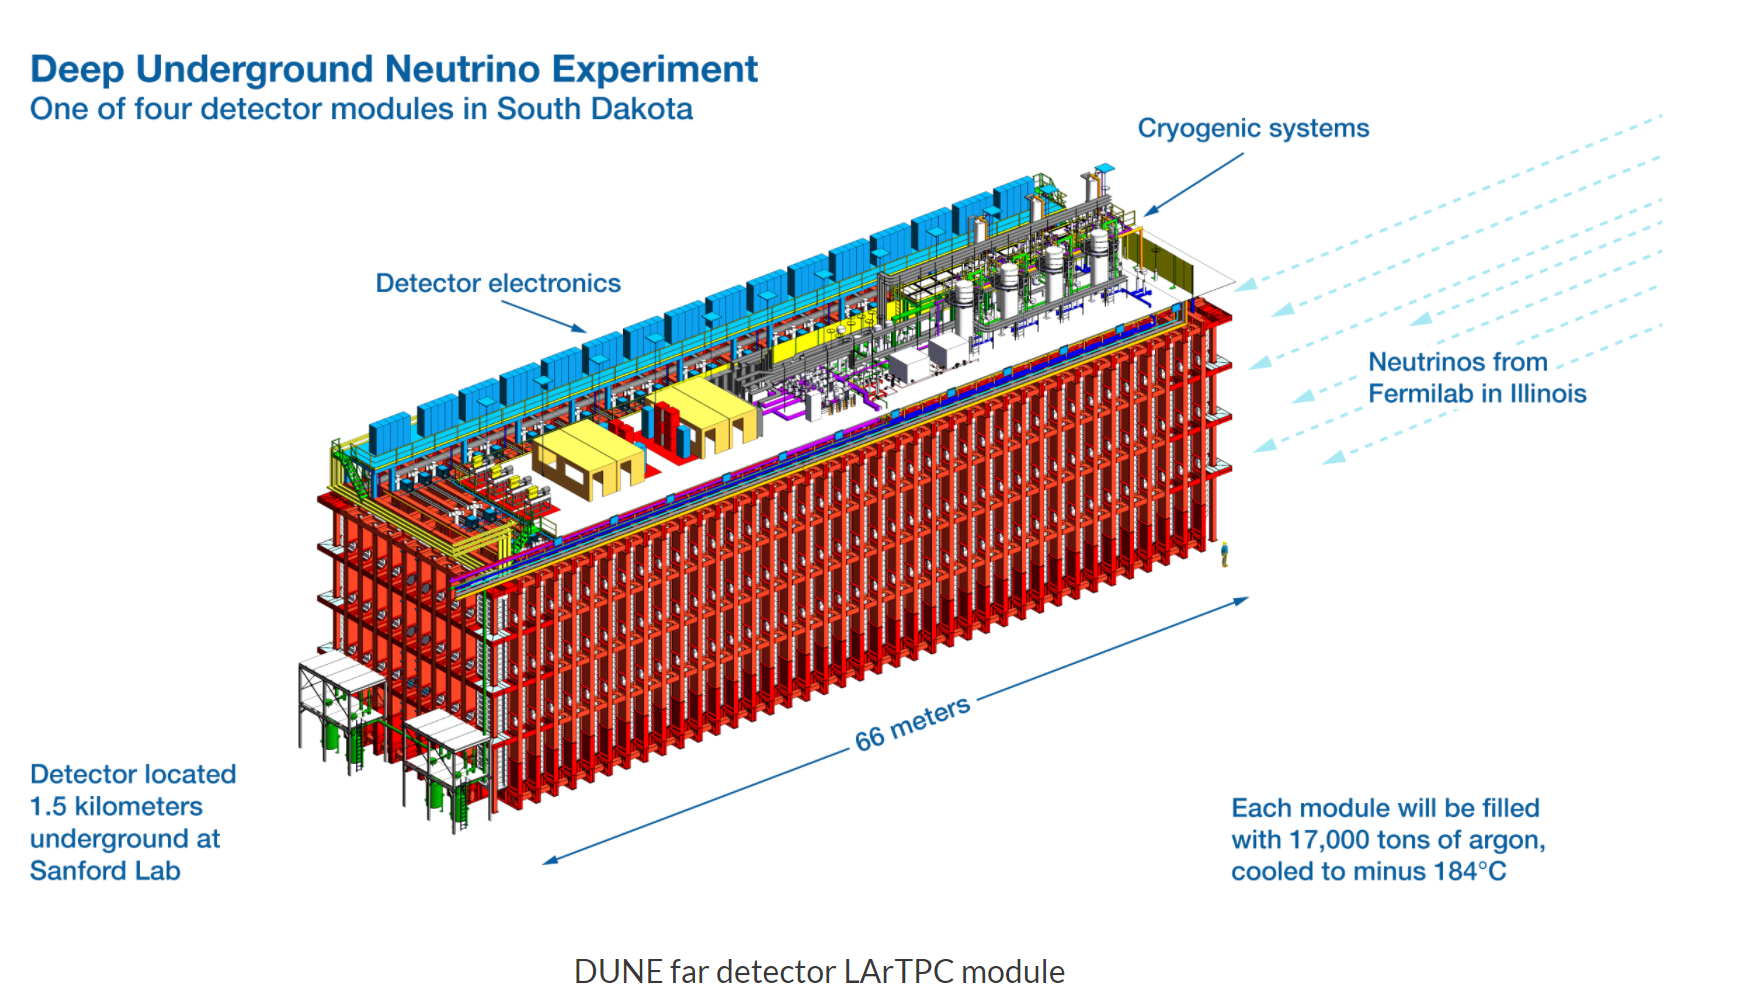 Deep Underground Neutrino Experiment
One of four detector modules in South Dakota
Cryogenic systems
Detector electronics
Neutrinos from
Fermilab in Illinois
66 meters
Detector located
1.5 kilometers
underground at
Sanford Lab
Each module will be filled
with 17,000 tons of argon,
cooled to minus 184°C
DUNE far detector LArTPC module